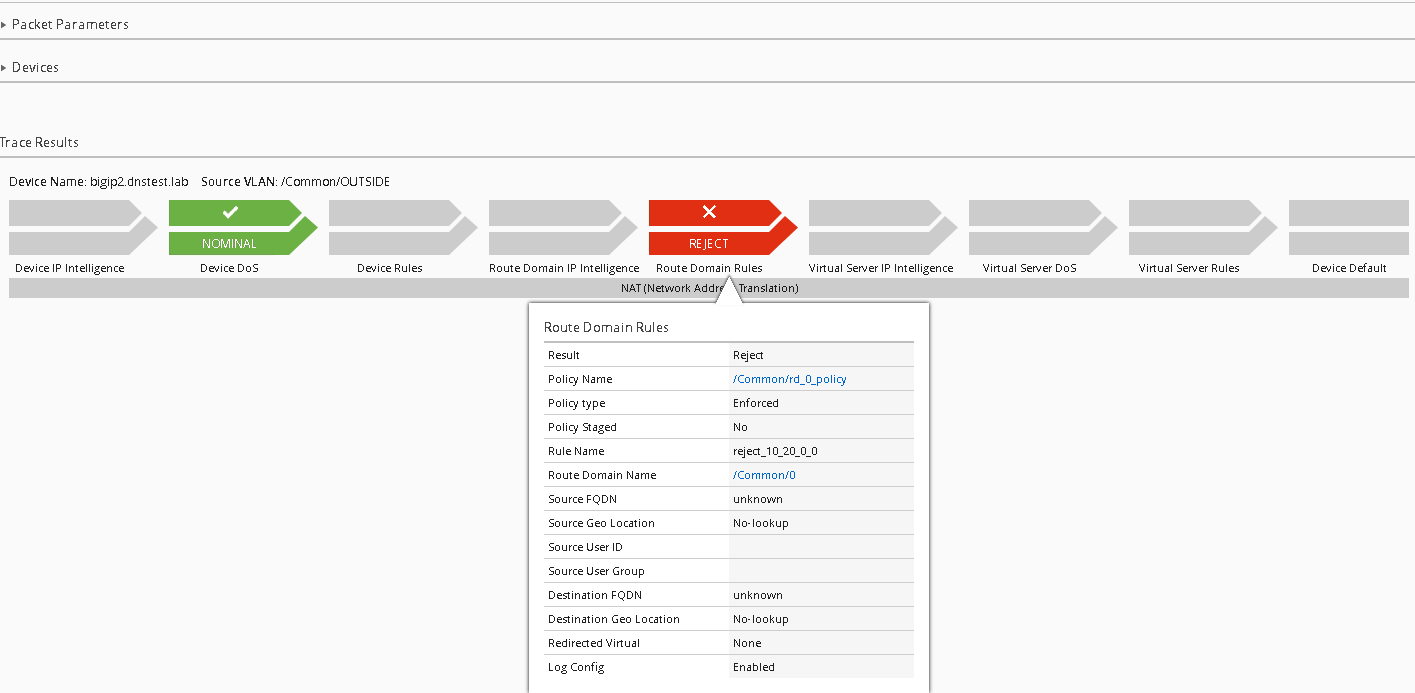 Packet Parameters
Devices
Trace Results
Device Name: bigip2.dnstest.lab Source VLAN: /Common/OUTSIDE
NOMINAL REJECT
Device IP Intelligence Device DoS Device Rules Route Domain IP Intelligence Route Domain Rules Virtual Server IP Intelligence Virtual Server DoS Virtual Server Rules Device Default
NAT (Network Addre Translation)
Route Domain Rules
Result Reject
Policy Name /Common/rd_0_policy
Policy type Enforced
Policy Staged No
Rule Name reject_10_20_0_0
Route Domain Name /Common/0
Source FQDN unknown
Source Geo Location No-lookup
Source User ID
Source User Group
Destination FQDN unknown
Destination Geo Location No-lookup
Redirected Virtual None
Log Config Enabled